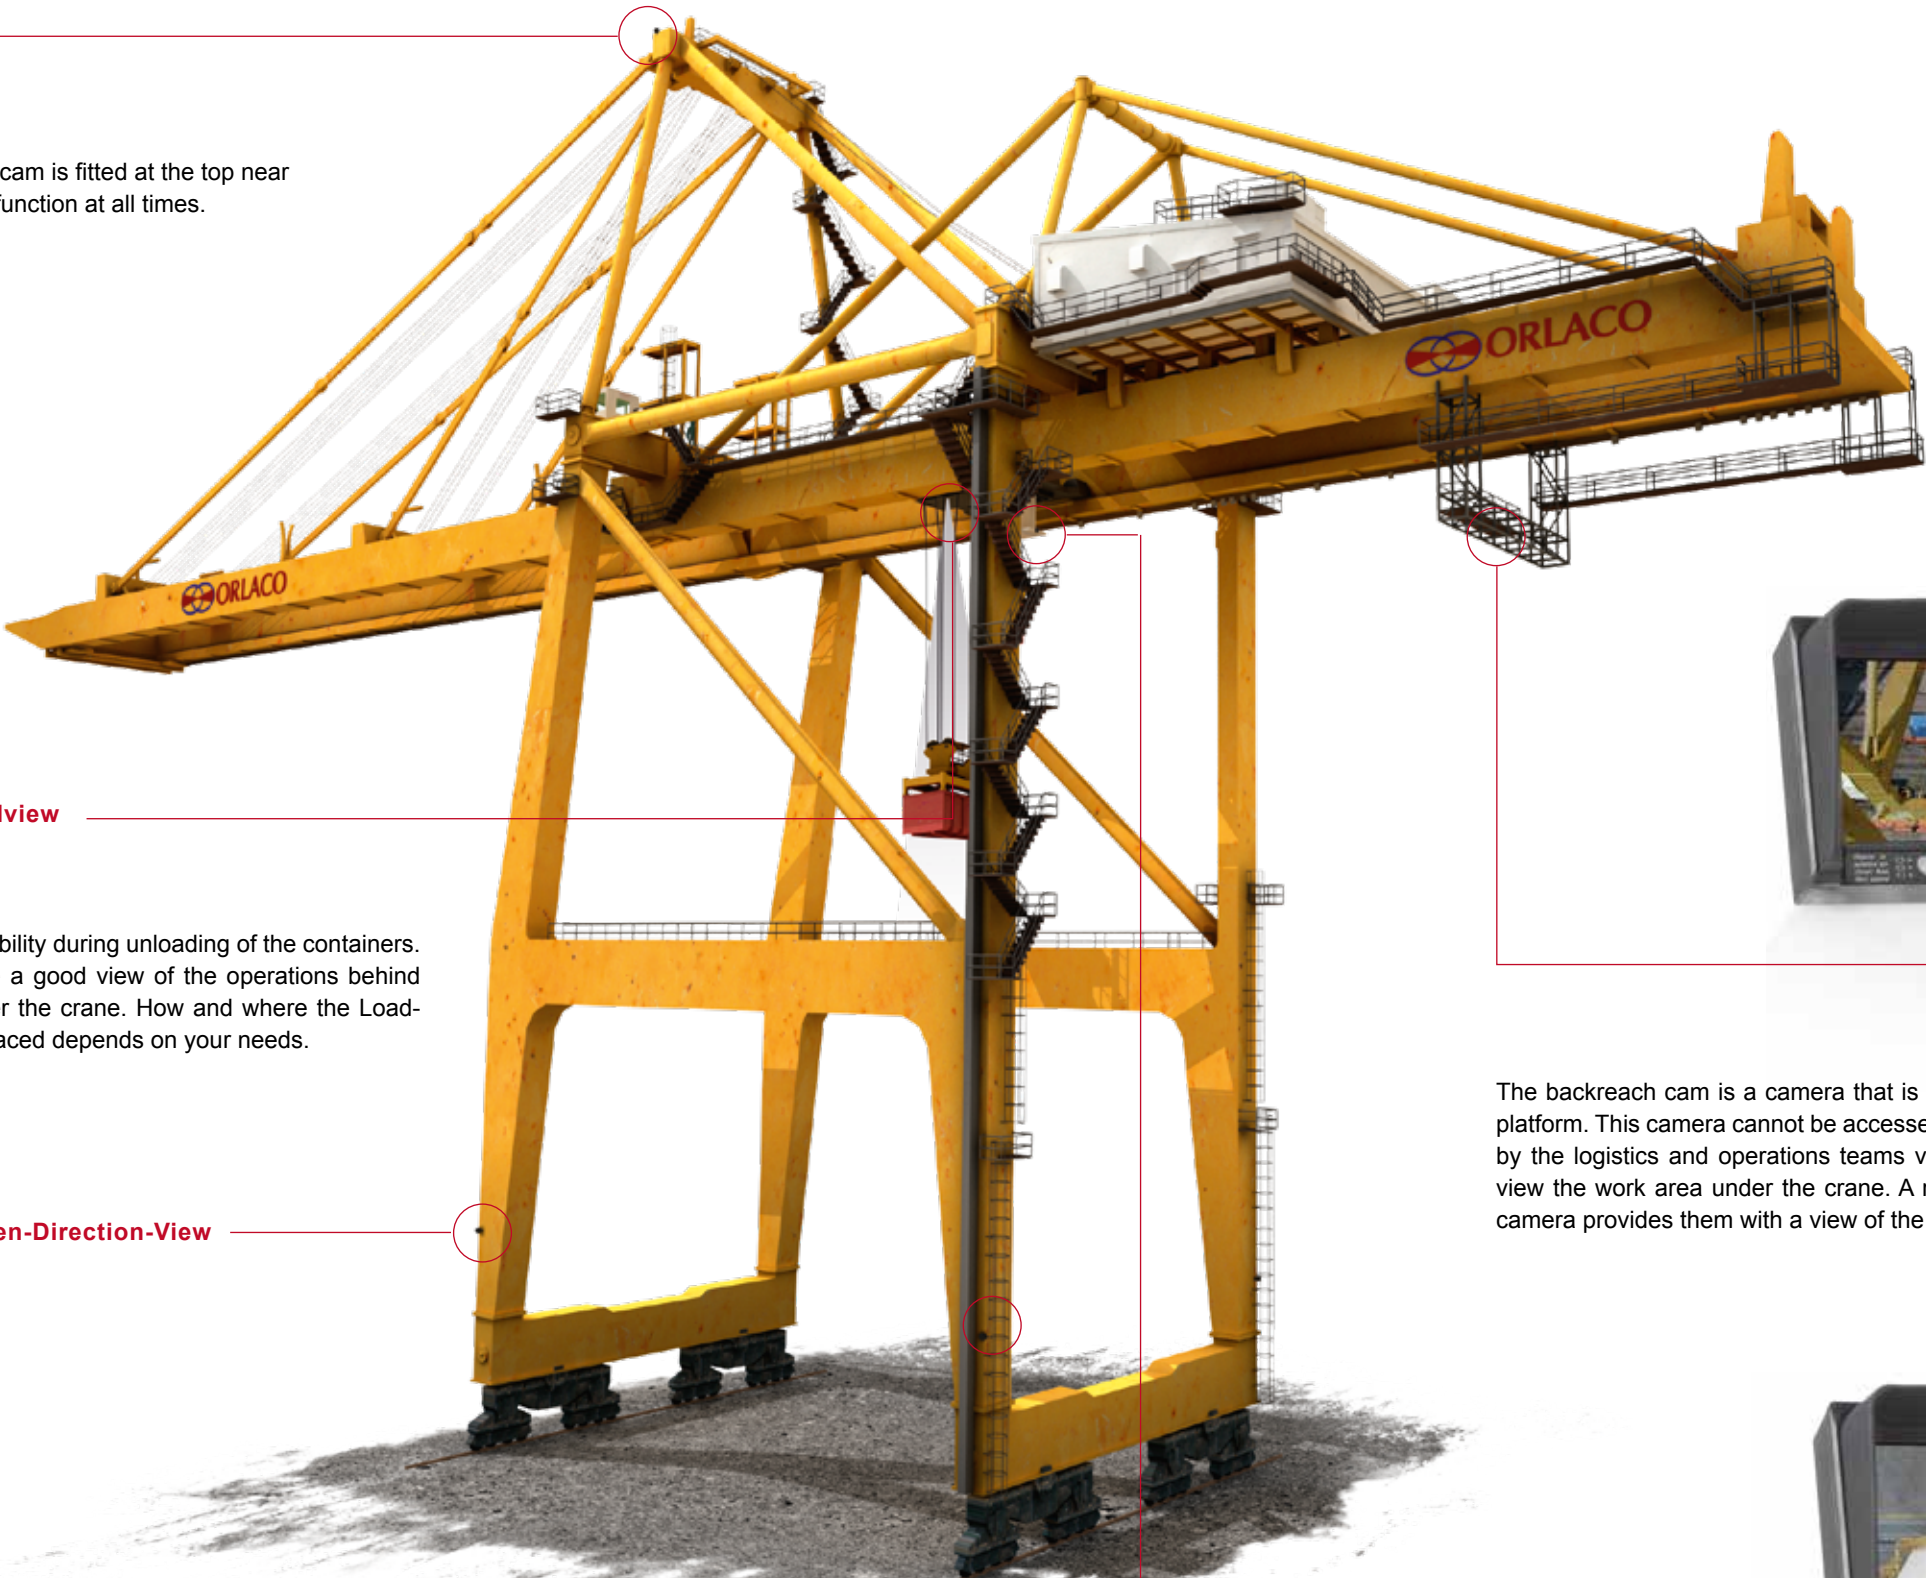 cam is fitted at the top near
function at all times.
ORLACO
ORLACO
view
bility during unloading of the containers.
a good view of the operations behind
r the crane. How and where the Load-
aced depends on your needs.
en-Direction-View
The backreach cam is a camera that is
platform. This camera cannot be accesse
by the logistics and operations teams v
view the work area under the crane. A
camera provides them with a view of the